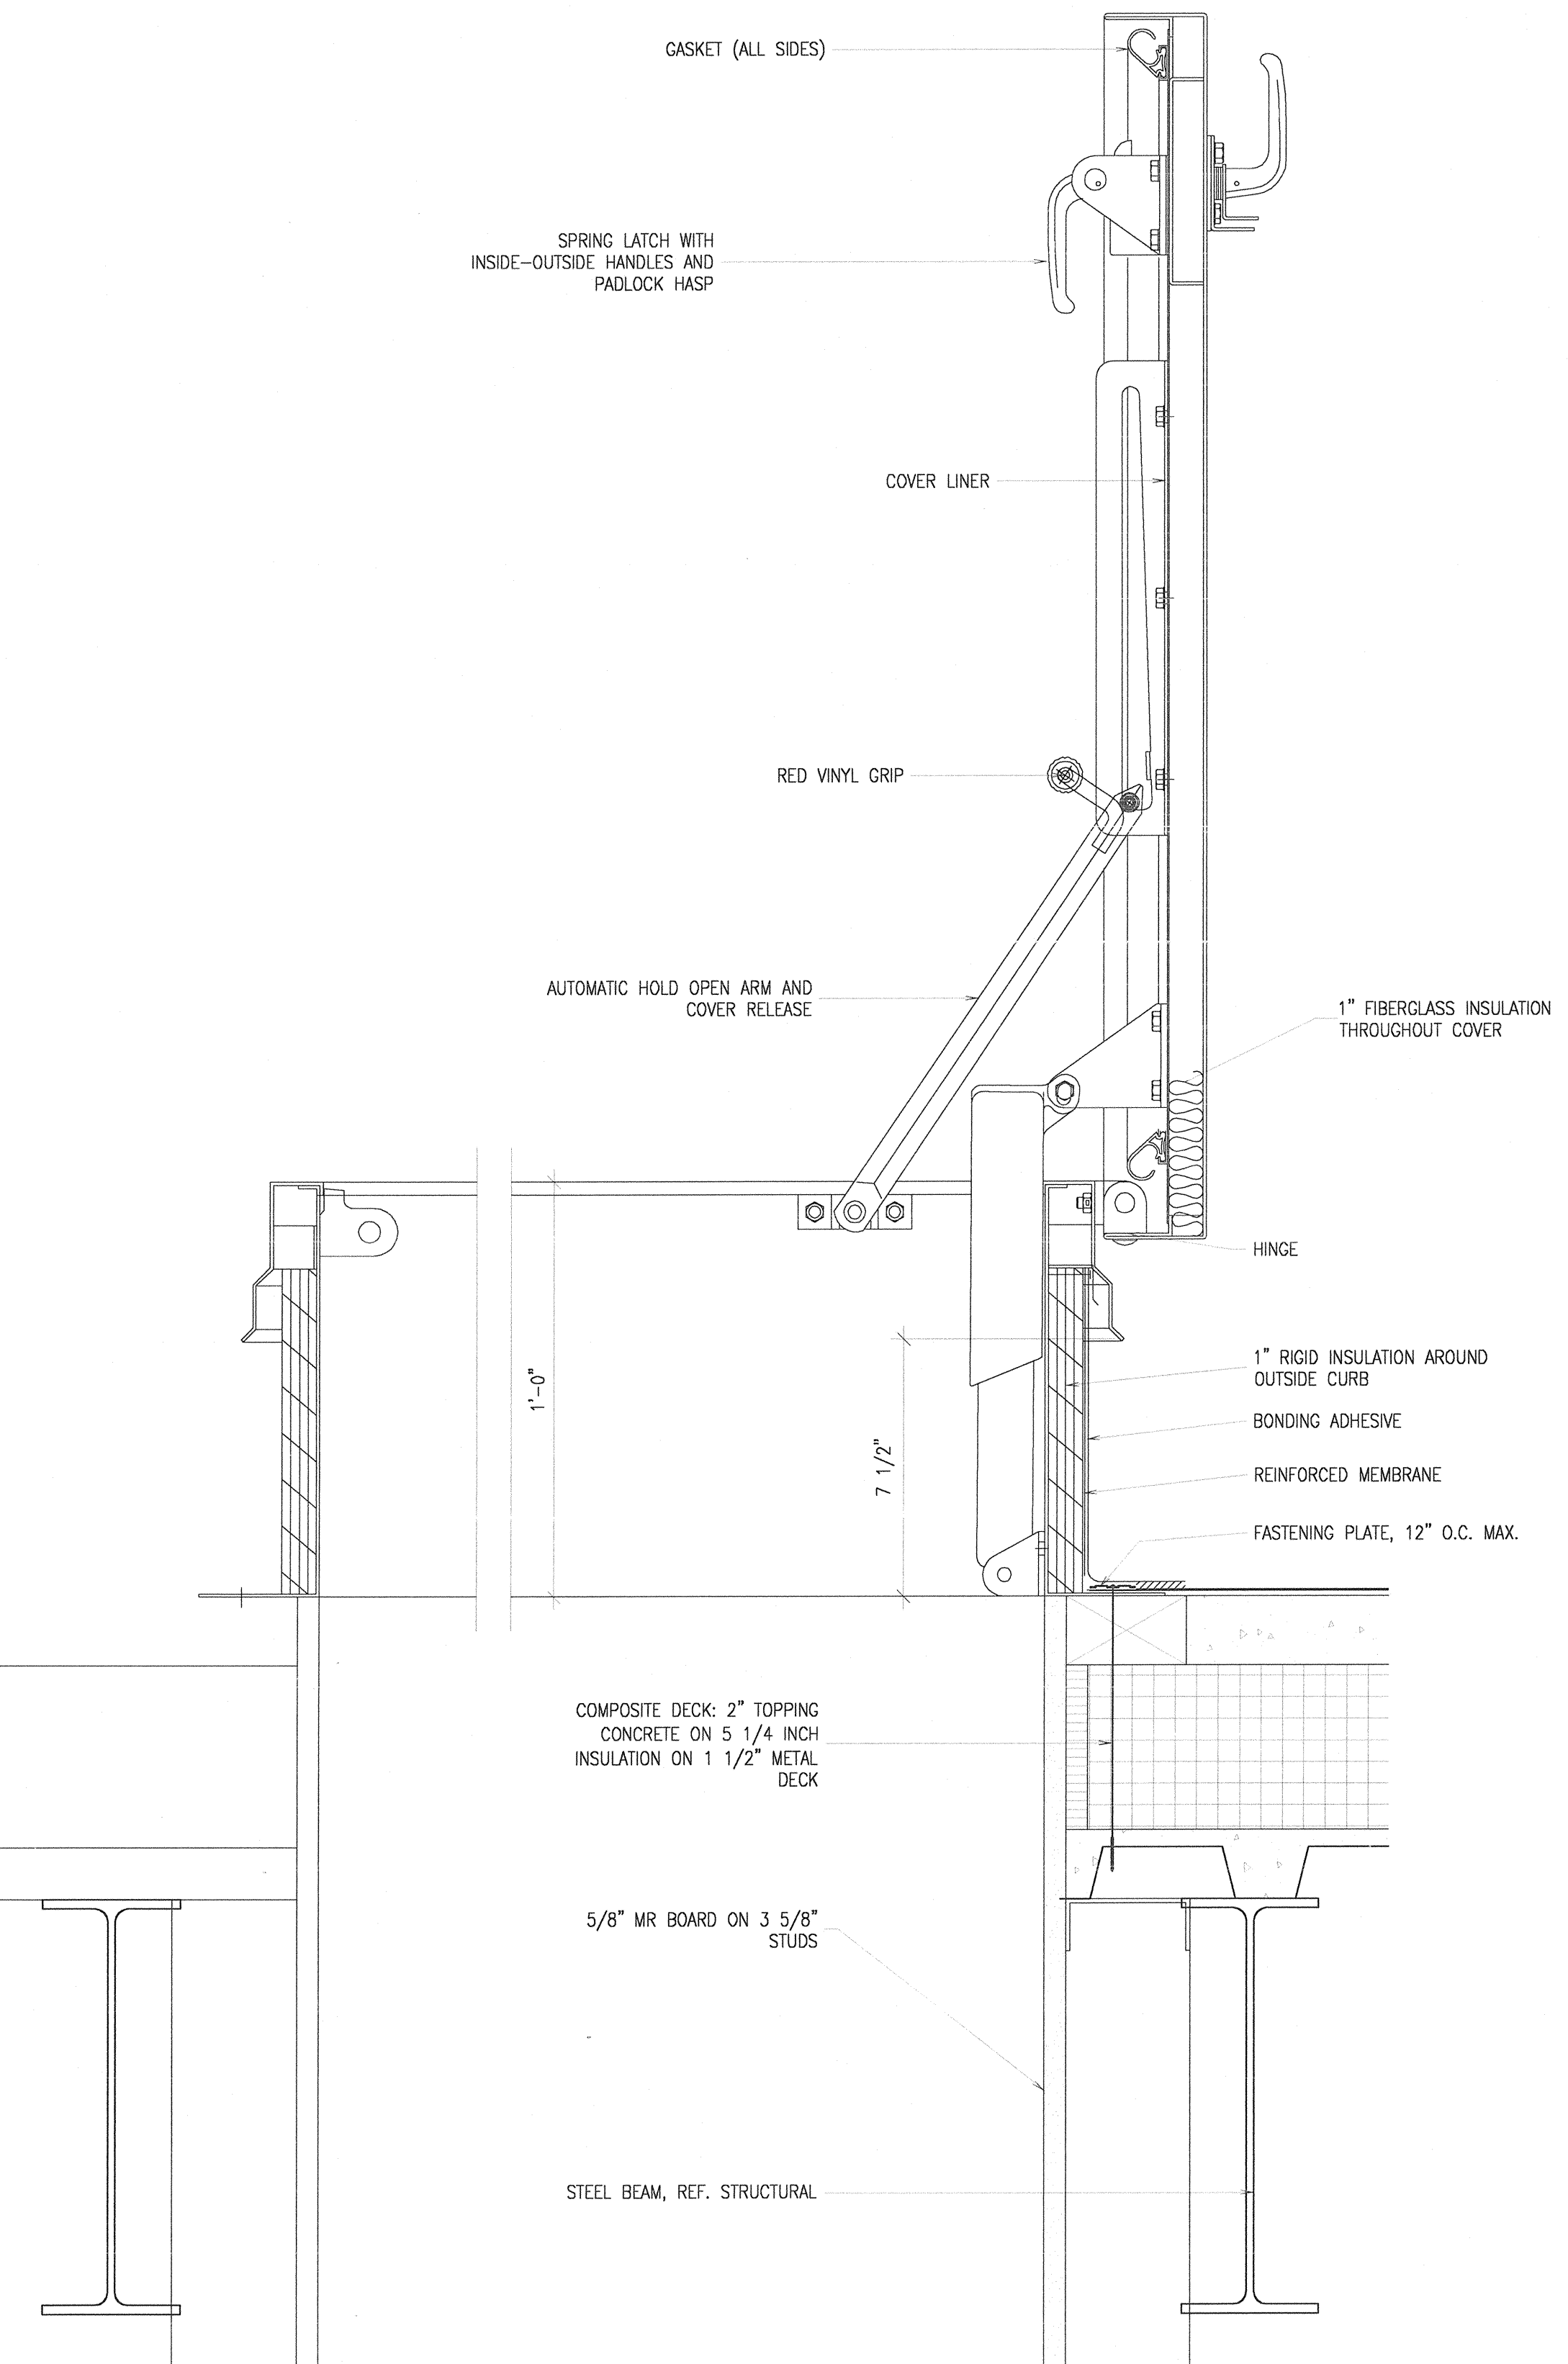 GASKET (ALL SIDES)
SPRING LATCH WITH
INSIDE-OUTSIDE HANDLES AND
PADLOCK HASP
COVER LINER
RED VINYL GRIP
AUTOMATIC HOLD OPEN ARM AND
COVER RELEASE
1" FIBERGLASS INSULATION
THROUGHOUT COVER
HINGE
1'-0"
7 1/2"
1" RIGID INSULATION AROUND
OUTSIDE CURB
BONDING ADHESIVE
REINFORCED MEMBRANE
FASTENING PLATE, 12" O.C. MAX.
COMPOSITE DECK: 2" TOPPING
CONCRETE ON 5 1/4 INCH
INSULATION ON 1 1/2" METAL
DECK
5/8" MR BOARD ON 3 5/8"
STUDS
STEEL BEAM, REF. STRUCTURAL